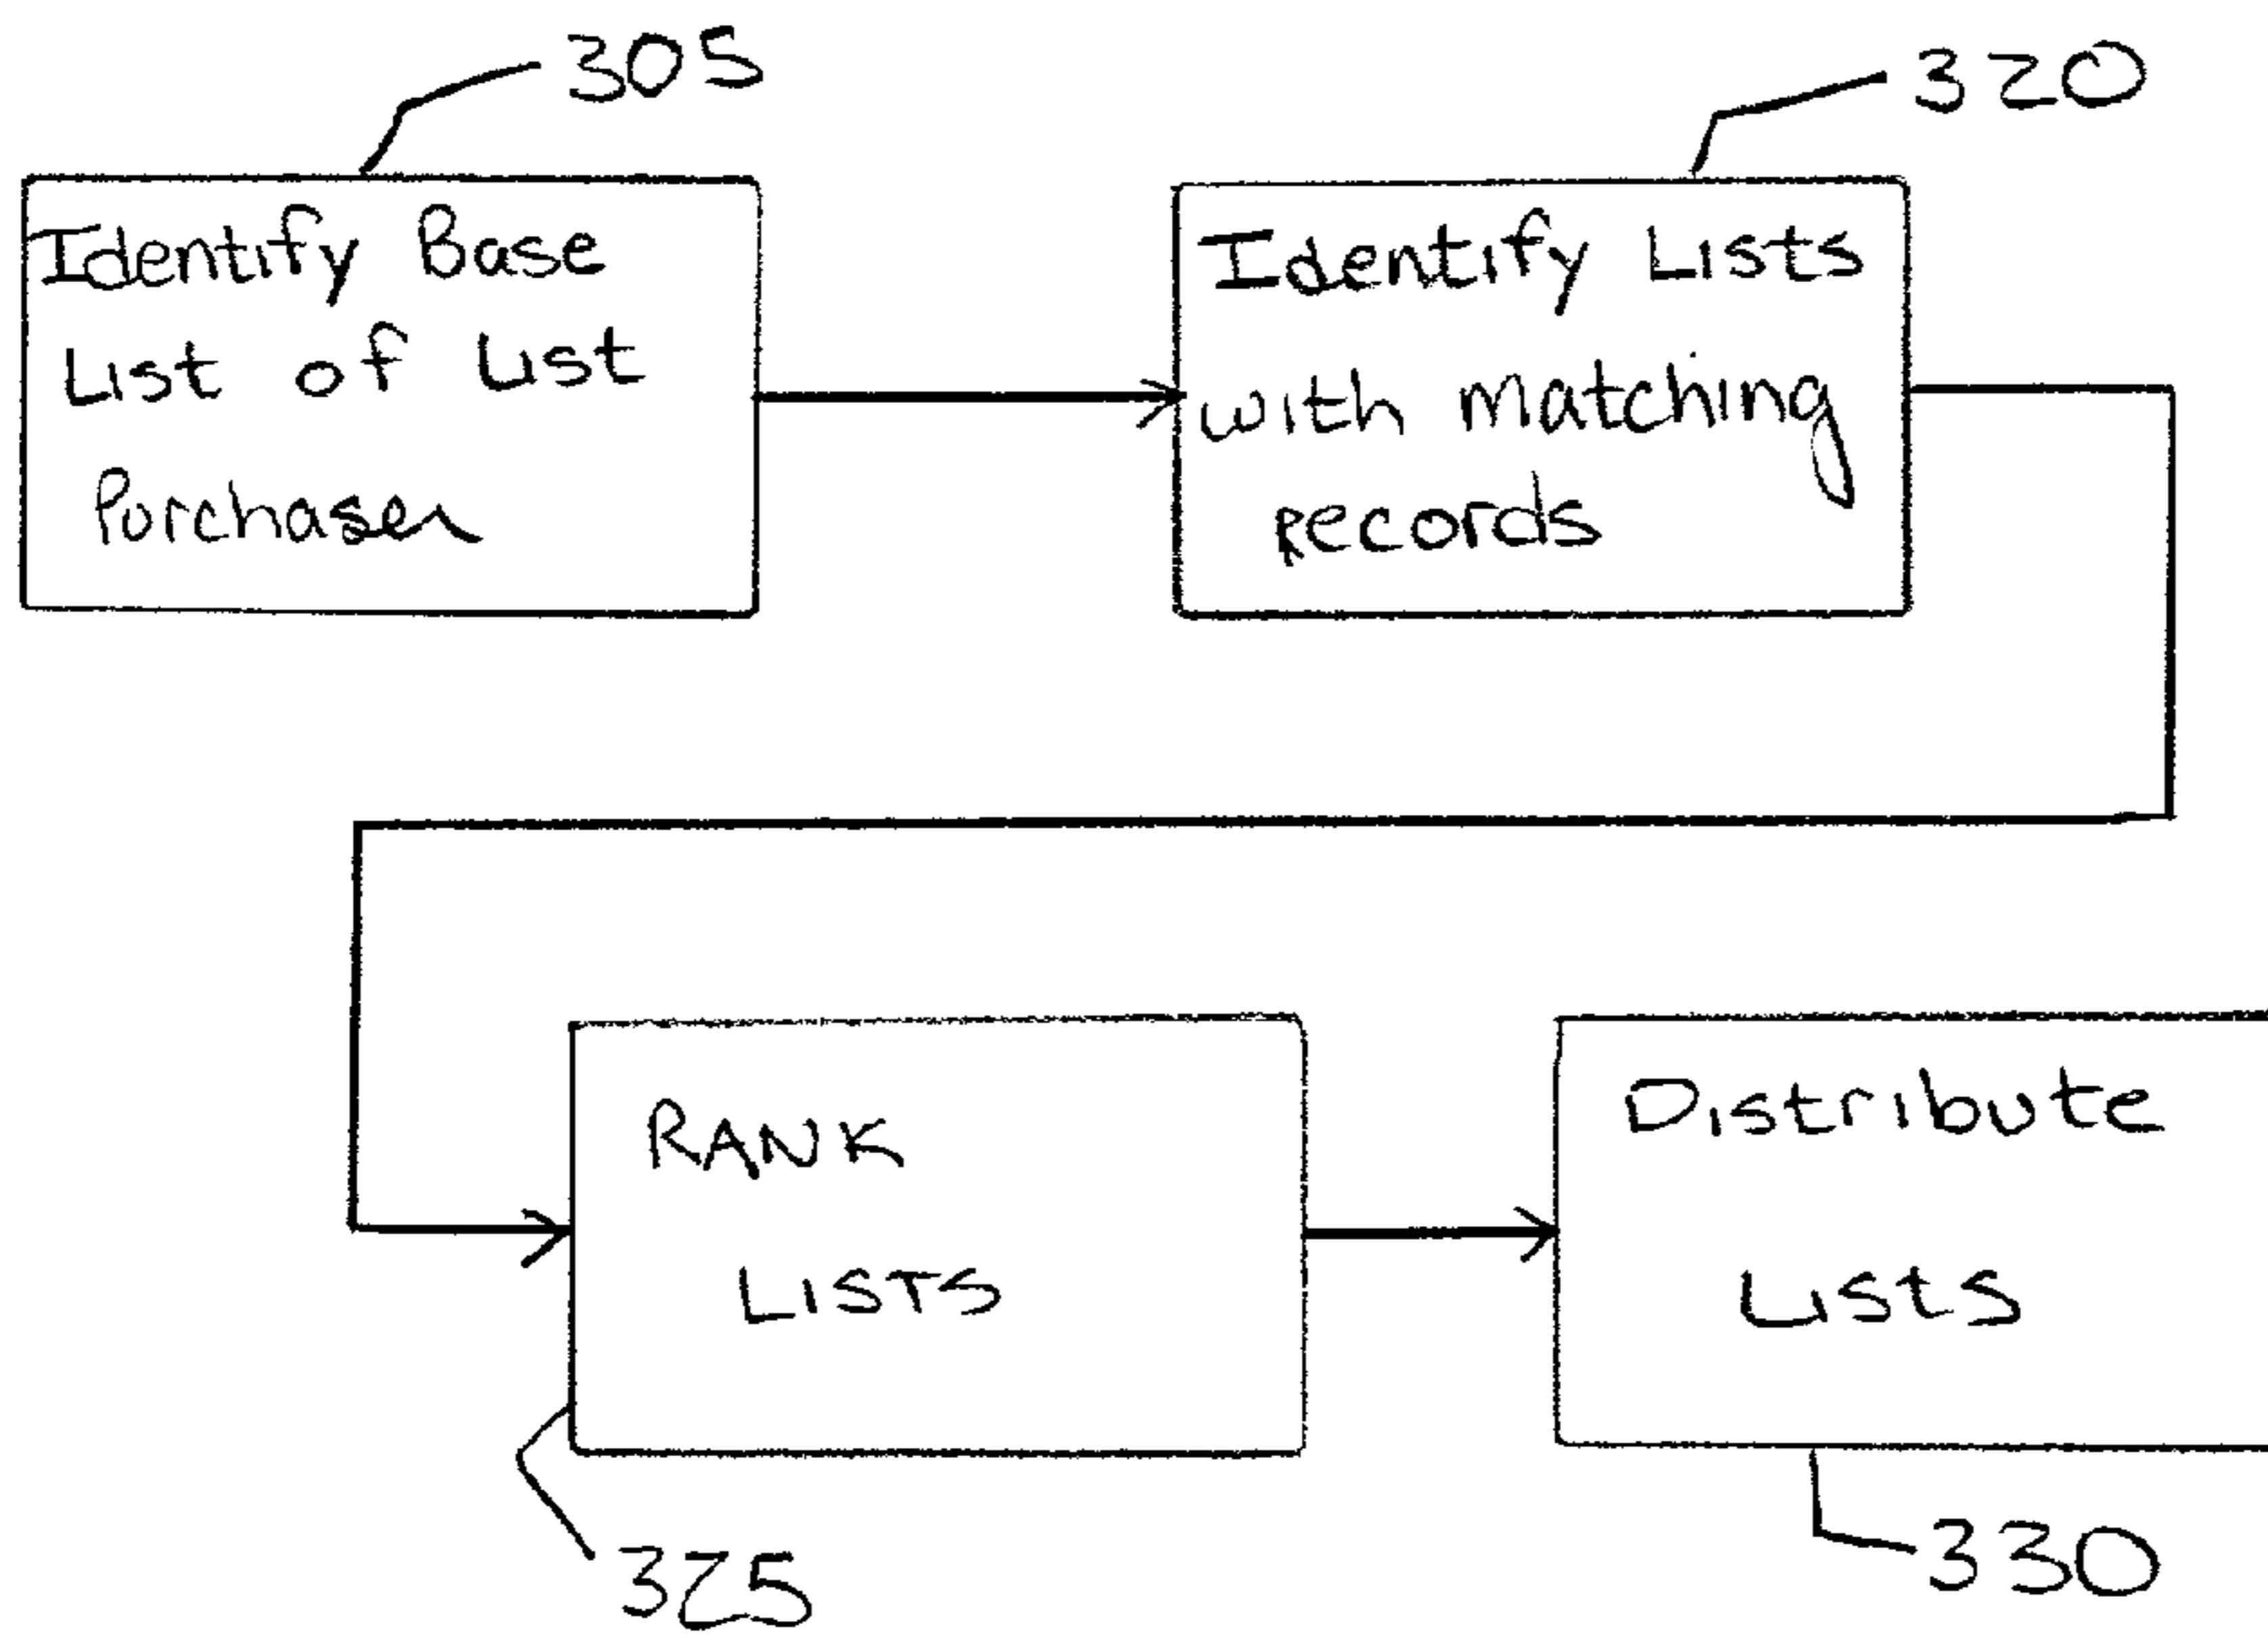 305
320
Identify Base
List of List
Purchaser
Identify Lists
with Matching
Records
RANK
LISTS
Distribute
Lists
325
330